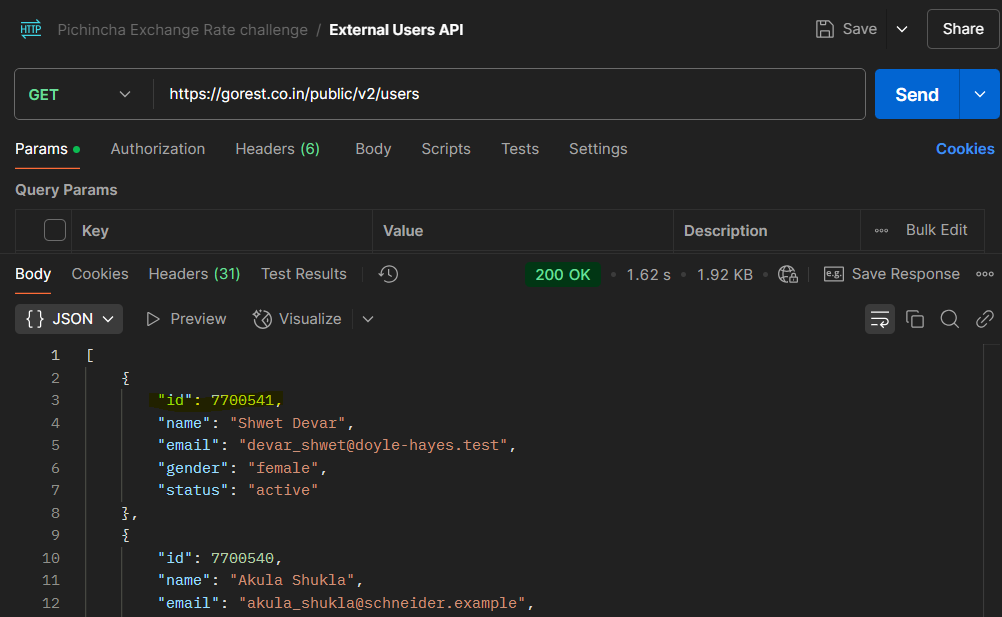 HTTP Pichincha Exchange Rate challenge / External Users API Save Share
GET https://gorest.co.in/public/v2/users Send
Params Authorization Headers (6) Body Scripts Tests Settings Cookies
Query Params
Key Value Description Bulk Edit
Body Cookies Headers (31) Test Results 200 OK 1.62 s 1.92 KB e.g. Save Response
{} JSON Preview Visualize
1 [
2 {
3 "id": 7700541,
4 "name": "Shwet Devar",
5 "email": "devar_shwet@doyle-hayes.test",
6 "gender": "female",
7 "status": "active"
8 },
9 {
10 "id": 7700540,
11 "name": "Akula Shukla",
12 "email": "akula_shukla@schneider.example",